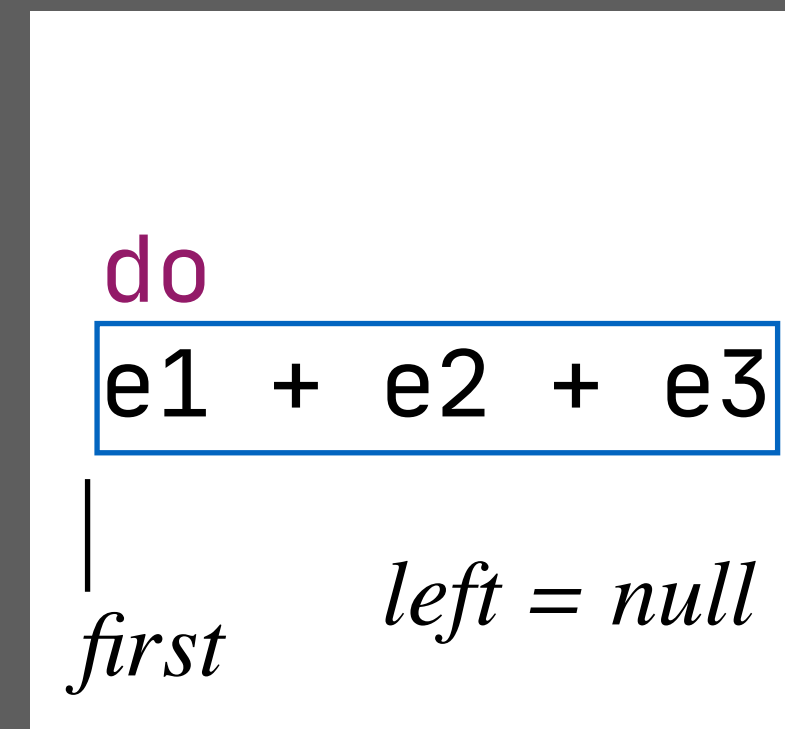 do
e1 + e2 + e3
left = null
first